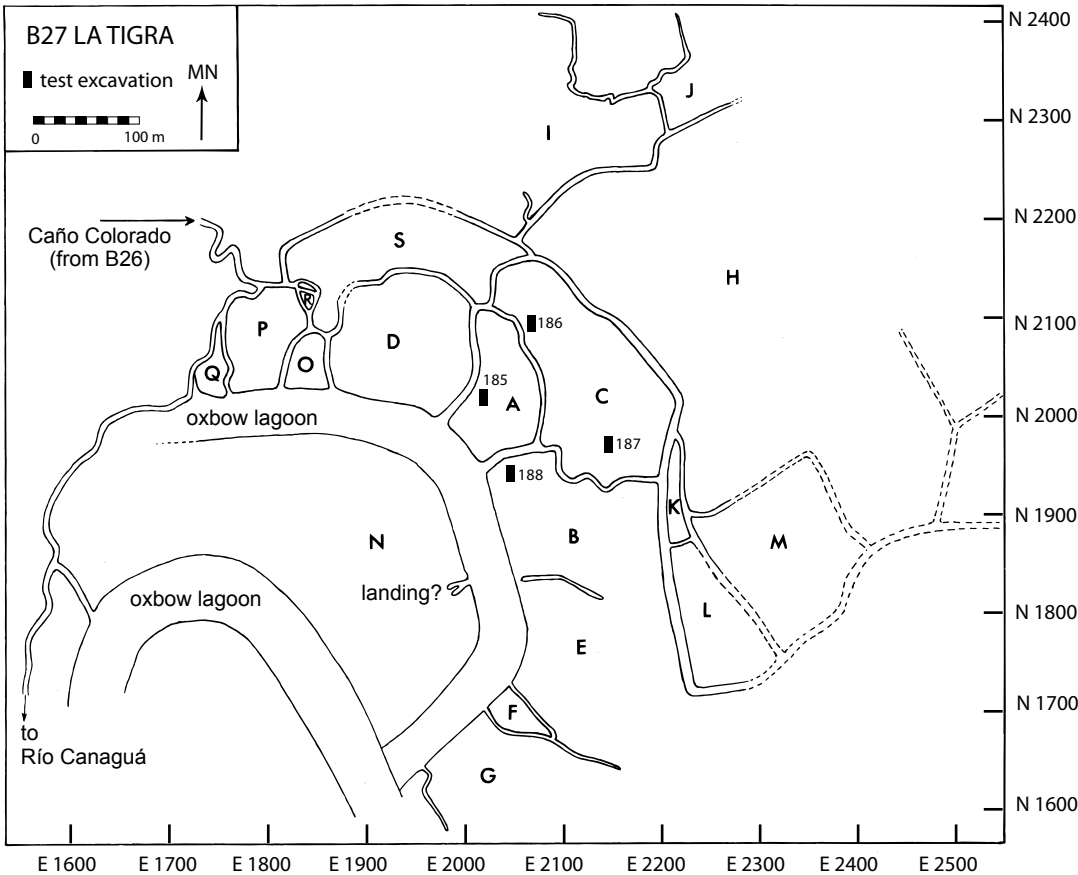 B27 LA TIGRA
test excavation
MN
0 100 m
N 2400
J
N 2300
I
N 2200
Caño Colorado
(from B26)
S
H
R
N 2100
P
186
D
O
Q
185
A
C
N 2000
oxbow lagoon
187
188
K
N 1900
N
B
M
landing?
oxbow lagoon
L
N 1800
E
F
N 1700
to
Río Canaguá
G
N 1600
E 1600 E 1700 E 1800 E 1900 E 2000 E 2100 E 2200 E 2300 E 2400 E 2500